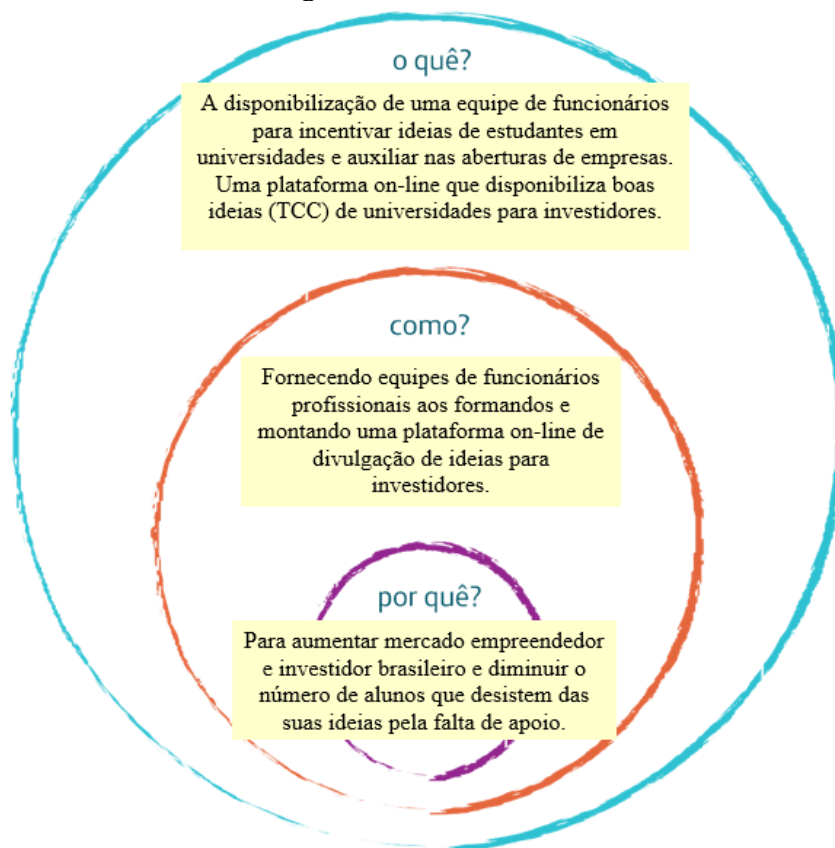 o quê?
A disponibilização de uma equipe de funcionários
para incentivar ideias de estudantes em
universidades e auxiliar nas aberturas de empresas.
Uma plataforma on-line que disponibiliza boas
ideias (TCC) de universidades para investidores.
como?
Fornecendo equipes de funcionários
profissionais aos formandos e
montando uma plataforma on-line de
divulgação de ideias para
investidores.
por quê?
Para aumentar mercado empreendedor
e investidor brasileiro e diminuir o
número de alunos que desistem das
suas ideias pela falta de apoio.